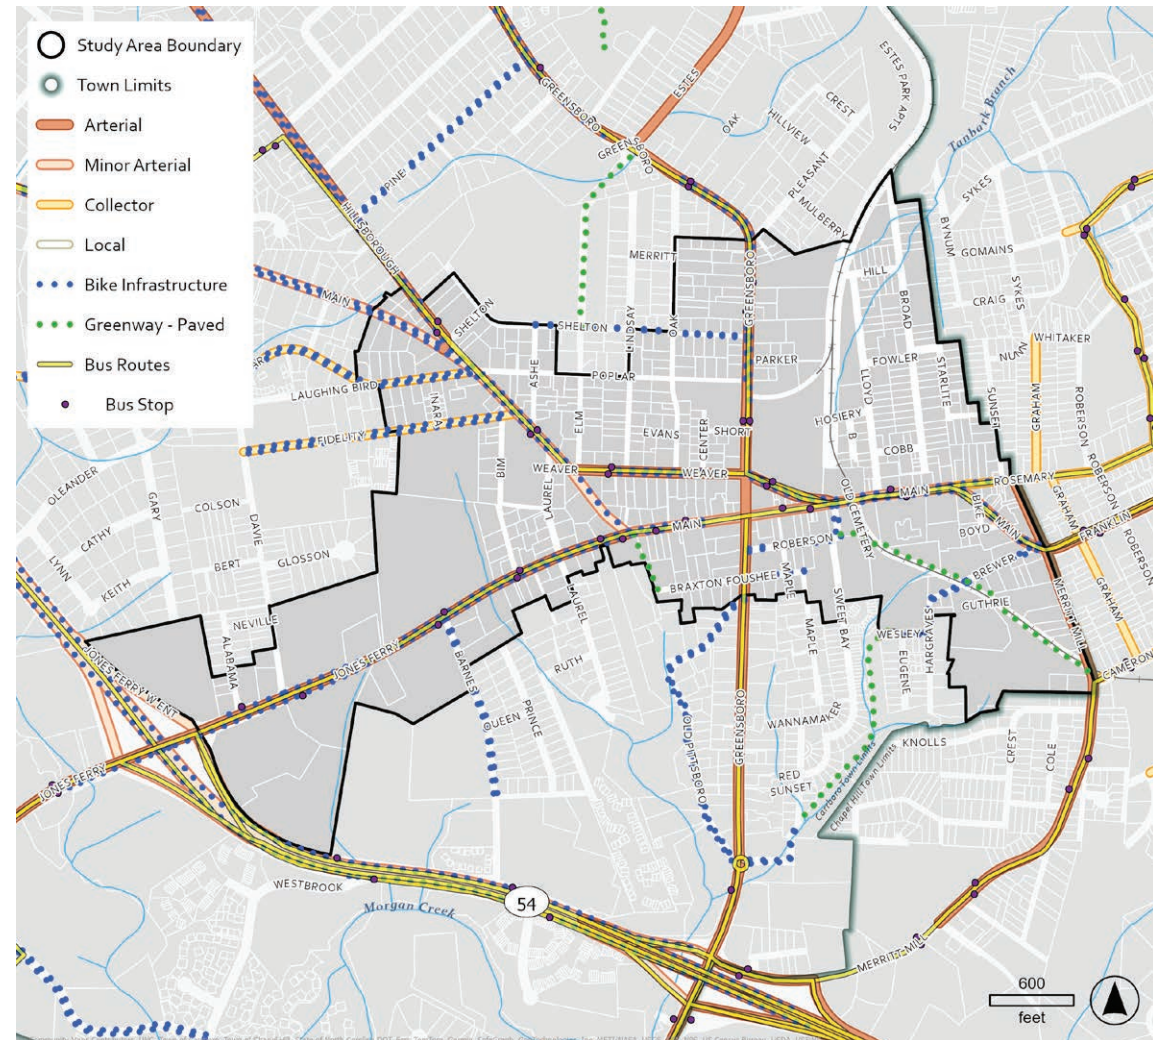 Study Area Boundary
Town Limits
Arterial
Minor Arterial
Collector
Local
Bike Infrastructure
Greenway - Paved
Bus Routes
Bus Stop
GREENSBORO
ESTES
ESTES PARK APTS
CREST
OAK
HILLVIEW
PLEASANT
Tanbark Branch
GREENSBORO
PINE
SYKES
MULBERRY
BYNUM
HILLSBOROUGH
MERRITT
GOMAINS
HILL
SYKES
BROAD
CRAIG
MAIN
SHELTON
SHELTON
LINDSAY
OAK
GREENSBORO
NUNN
WHITAKER
PARKER
FOWLER
STARLITE
ASHE
POPLAR
LLOYD
LAUGHING BIRD
INARA
SUNSET
GRAHAM
ROBERSON
HOSIERY
ELM
EVANS
CENTER
SHORT
B
FIDELITY
COBB
BIM
WEAVER
WEAVER
OLEANDER
GARY
COLSON
LAUREL
OLD CEMETERY
MAIN
ROSEMARY
ROBERSON
CATHY
DAVIE
MAIN
BIKE
MAIN
GRAHAM
FRANKLIN
BOYD
LYNN
KEITH
BERT
GLOSSON
ROBERSON
BREWER
ROBERSON
BRAXTON FOUSHEE
MAPLE
LAUREL
SWEET BAY
GUTHRIE
MERRITT MILL
GRAHAM
NEVILLE
ALABAMA
MAPLE
WESLEY
HARGRAVES
EUGENE
JONES FERRY
BARNES
RUTH
CAMERON
JONES FERRY W ENT
QUEEN
PRINCE
OLD PITTSBORO
GREENSBORO
WANNAMAKER
KNOLLS
CREST
COLE
Carrboro Town Limits
Chapel Hill Town Limits
JONES FERRY
RED
SUNSET
WESTBROOK
54
Morgan Creek
MERRITT MILL
600
feet